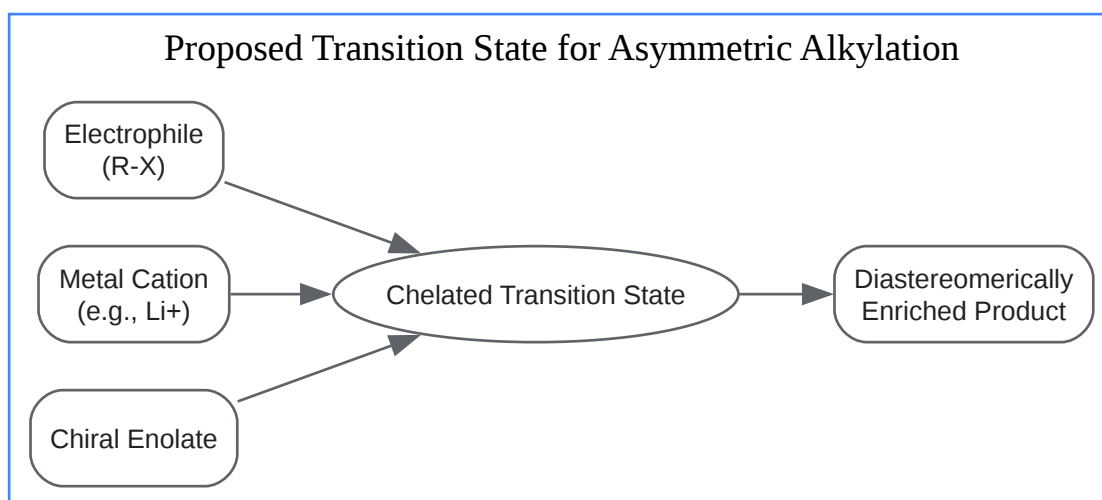 Proposed Transition State for Asymmetric Alkylation
Electrophile
(R-X)
Metal Cation
(e.g., Li+)
Chiral Enolate
Chelated Transition State
Diastereomerically
Enriched Product